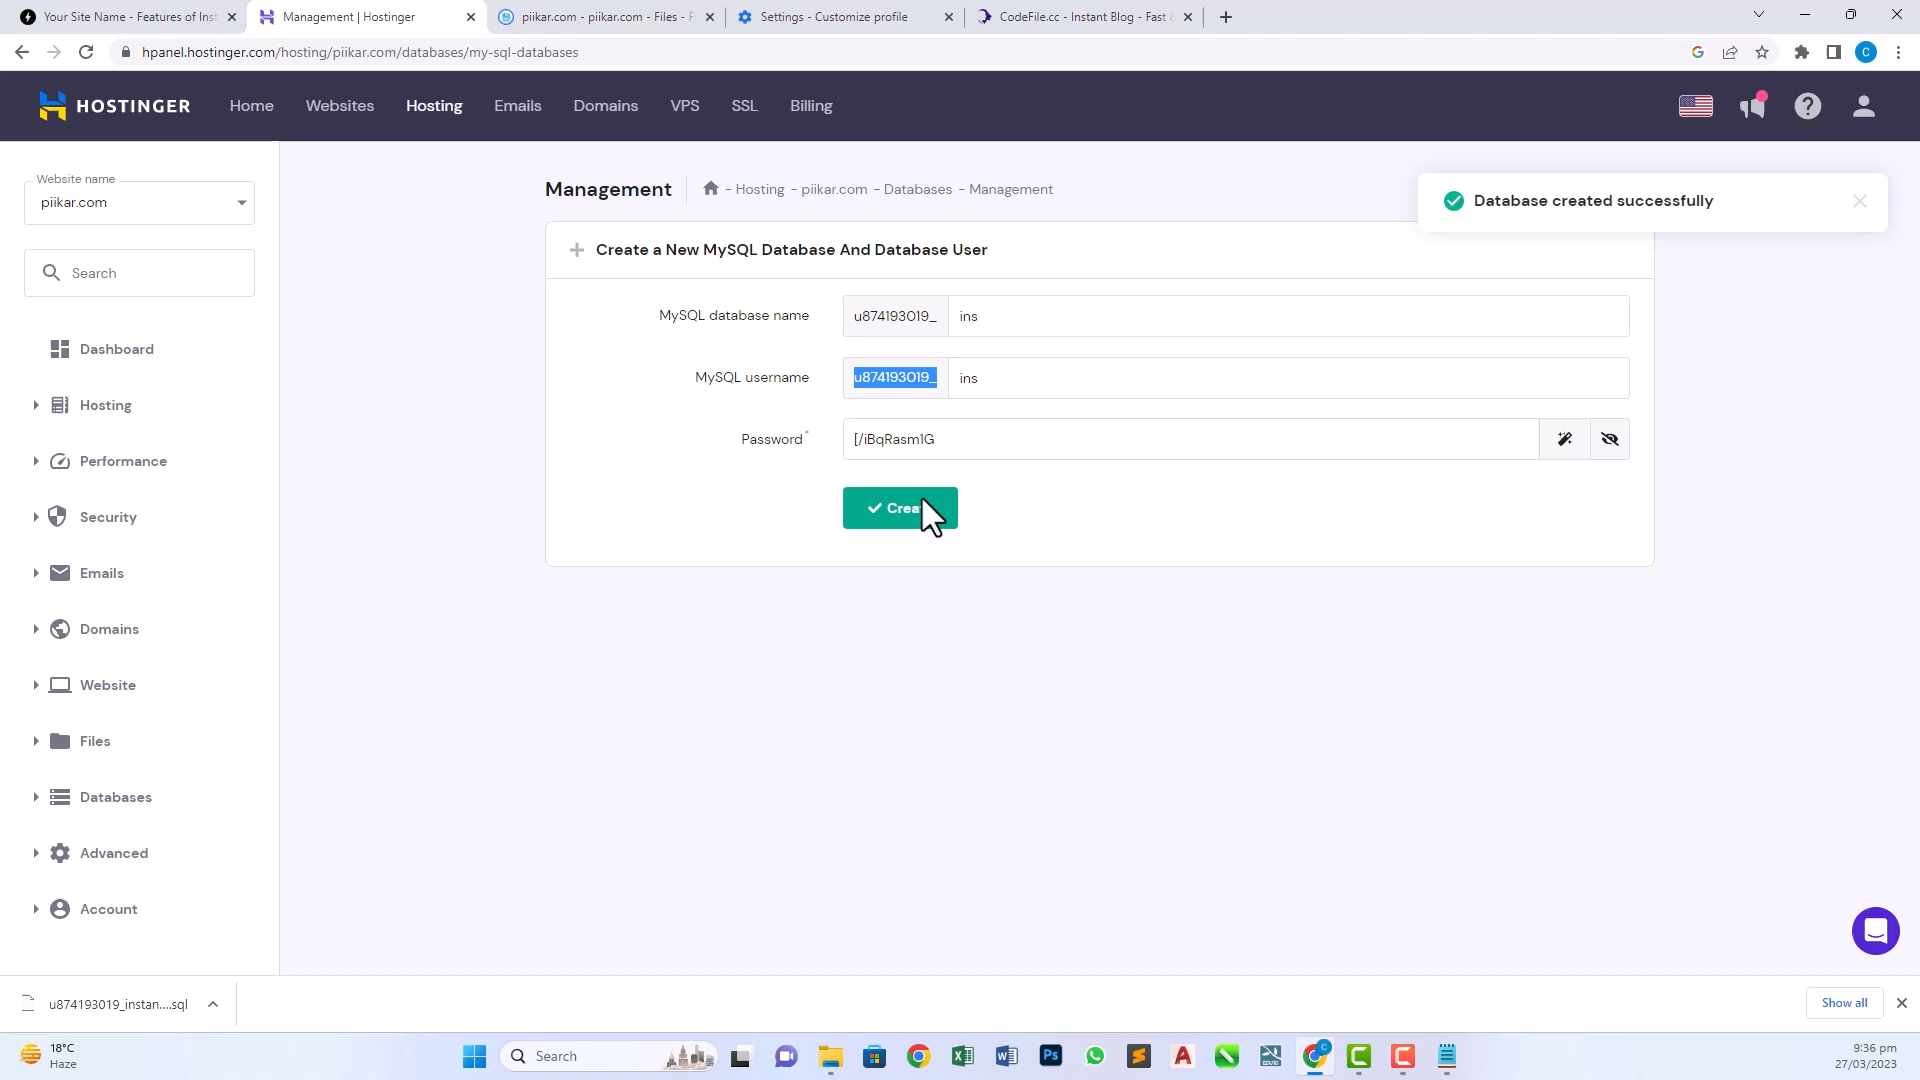 Your Site Name - Features of Inst
Management | Hostinger
piikar.com - piikar.com - Files - F
Settings - Customize profile
CodeFile.cc - Instant Blog - Fast &
hpanel.hostinger.com/hosting/piikar.com/databases/my-sql-databases
G
C
HOSTINGER
Home
Websites
Hosting
Emails
Domains
VPS
SSL
Billing
Website name
piikar.com
Search
Dashboard
Hosting
Performance
Security
Emails
Domains
Website
Files
Databases
Advanced
Account
Management
- Hosting - piikar.com - Databases - Management
Database created successfully
Create a New MySQL Database And Database User
MySQL database name
u874193019_
ins
MySQL username
u874193019_
ins
Password*
[/iBqRasm1G
Crea
u874193019_instan....sql
Show all
18°C
Haze
Search
Ps
C
9:36 pm
27/03/2023